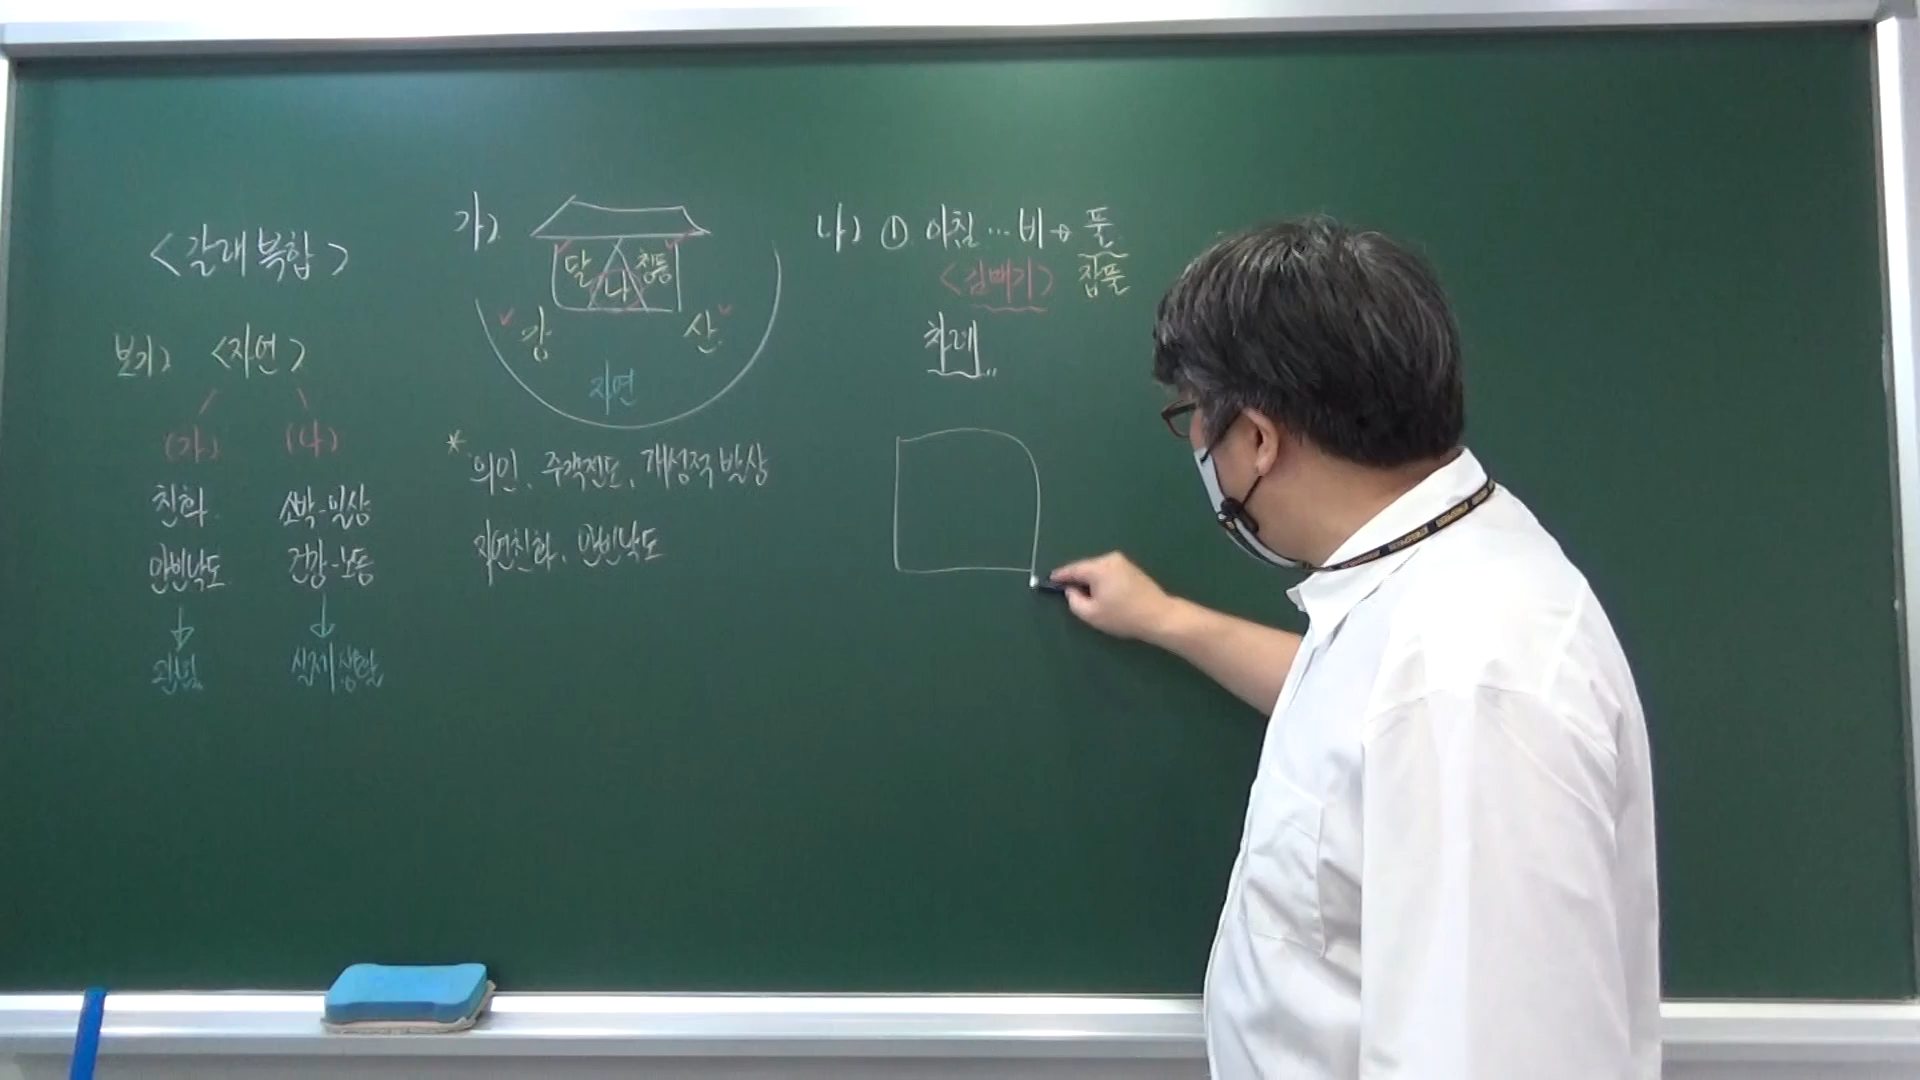 <갈래 복합>
보기) <자연>
(가) (나)
친화 소박-일상
안빈낙도 건강-노동
↓ ↓
관념 실제 생활
가)
달 나 청풍
강 산
자연
* 의인, 주객전도, 개성적 발상
자연친화, 안빈낙도
나) ① 아침 … 비 → 풀
<김매기> 잡풀
차례